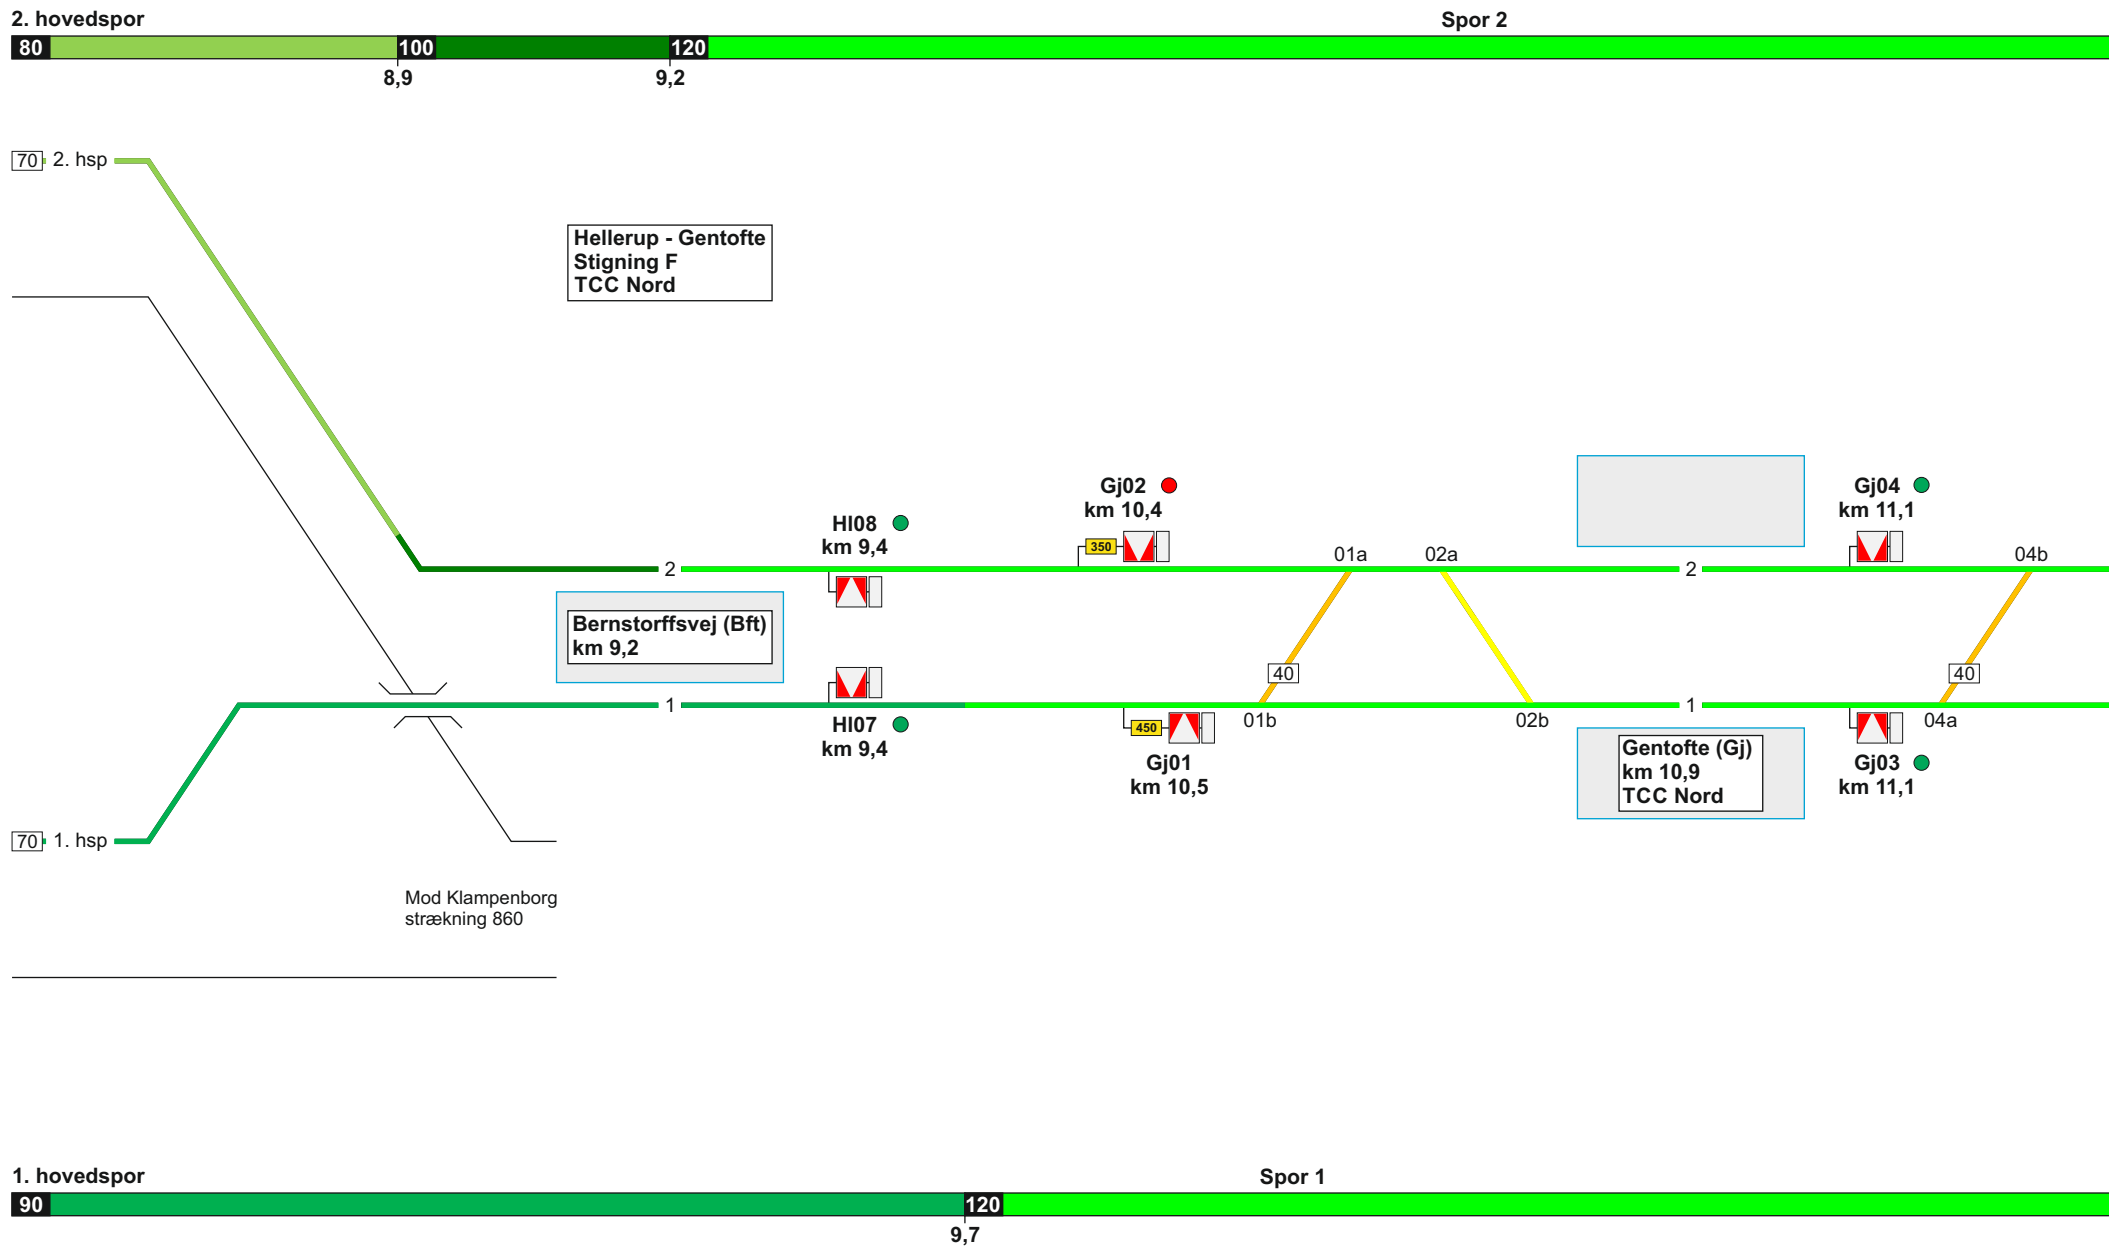 2. hovedspor
Spor 2
80
100
120
8,9
9,2
70
2. hsp
Hellerup - Gentofte
Stigning F
TCC Nord
Gj02
km 10,4
Gj04
km 11,1
Hl08
km 9,4
350
01a
02a
04b
2
2
Bernstorffsvej (Bft)
km 9,2
40
40
1
1
Hl07
km 9,4
450
01b
02b
04a
Gj01
km 10,5
Gentofte (Gj)
km 10,9
TCC Nord
Gj03
km 11,1
70
1. hsp
Mod Klampenborg
strækning 860
1. hovedspor
Spor 1
90
120
9,7